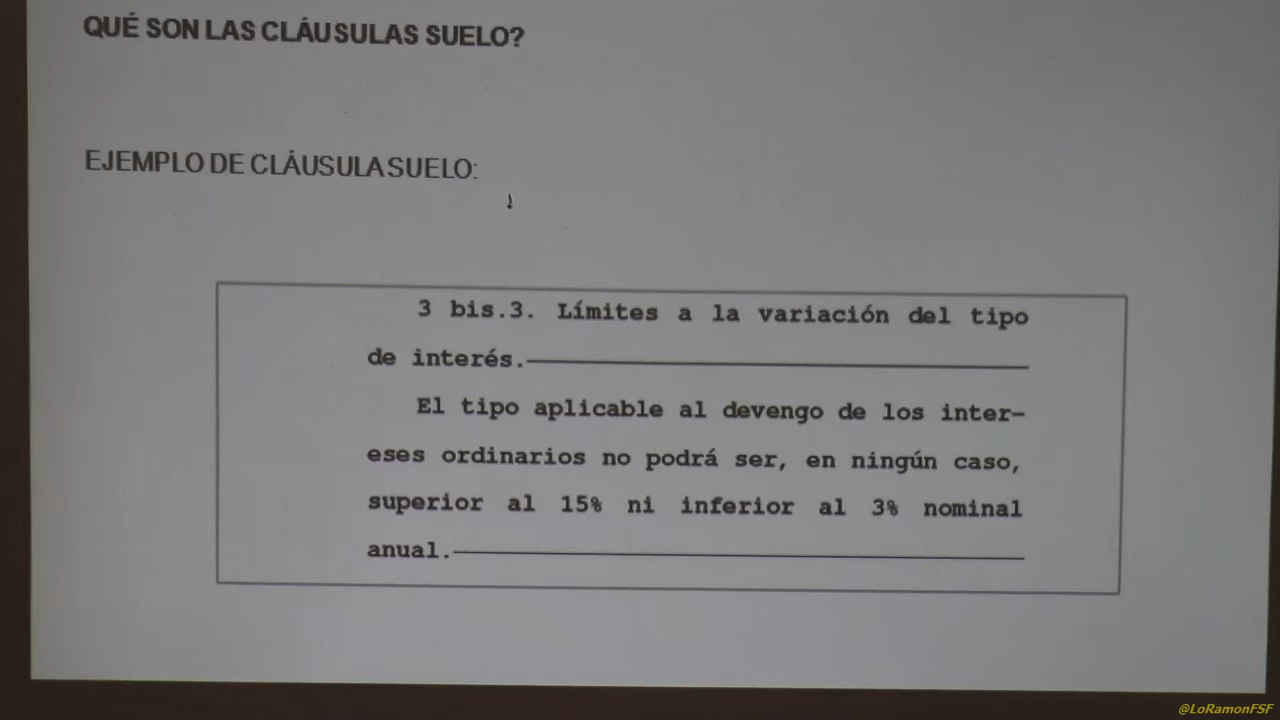 QUÉ SON LAS CLÁUSULAS SUELO?
EJEMPLO DE CLÁUSULA SUELO:
3 bis.3. Límites a la variación del tipo
de interés.
El tipo aplicable al devengo de los inter-
eses ordinarios no podrá ser, en ningún caso,
superior al 15% ni inferior al 3% nominal
anual.
@LoRamonFSF